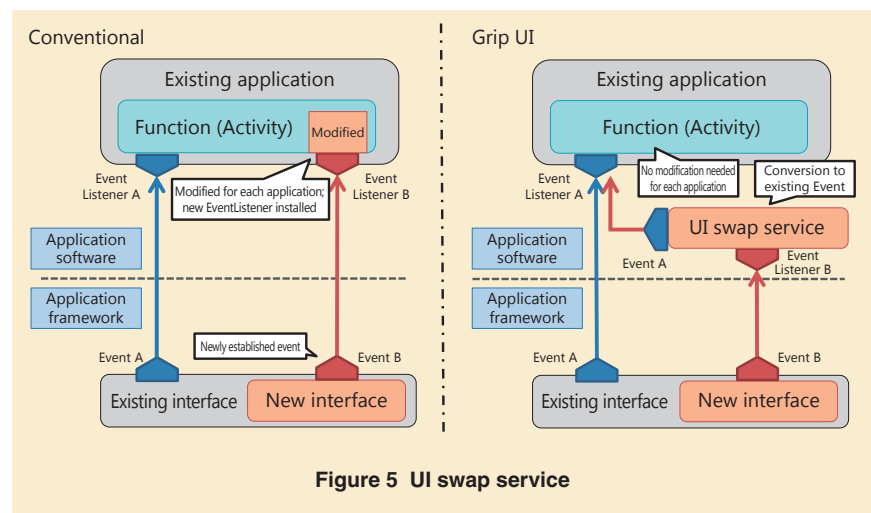 Conventional
Existing application
Function (Activity)
Modified
Event
Listener A
Modified for each application;
new EventListener installed
Event
Listener B
Application
software
Application
framework
Newly established event
Event A
Event B
Existing interface
New interface
Grip UI
Existing application
Function (Activity)
Event
Listener A
No modification needed
for each application
Conversion to
existing Event
UI swap service
Application
software
Event A
Event
Listener B
Application
framework
Event A
Event B
Existing interface
New interface
Figure 5 UI swap service